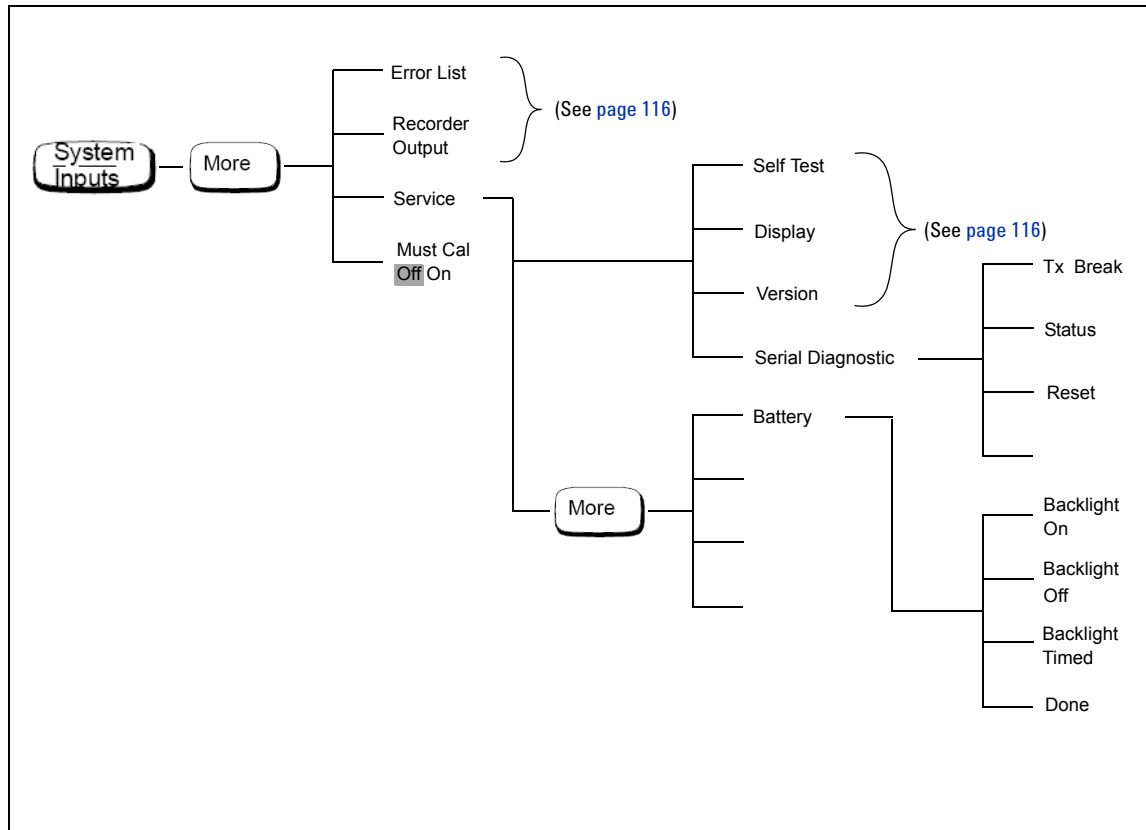 System
Inputs
More
Error List
Recorder
Output
(See page 116)
Service
Must Cal
Off On
Self Test
Display
Version
(See page 116)
Serial Diagnostic
Tx Break
Status
Reset
More
Battery
Backlight
On
Backlight
Off
Backlight
Timed
Done